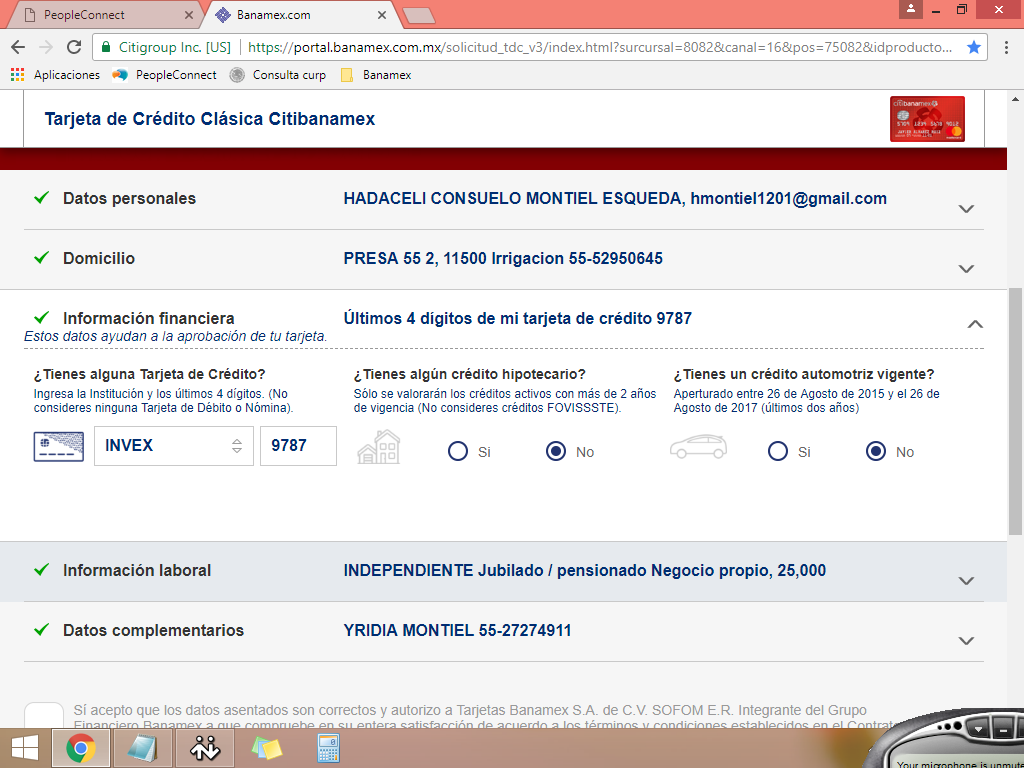 PeopleConnect
Banamex.com
Citigroup Inc. [US]
https://portal.banamex.com.mx/solicitud_tdc_v3/index.html?surcursal=8082&canal=16&pos=75082&idproducto...
Aplicaciones
PeopleConnect
Consulta curp
Banamex
Tarjeta de Crédito Clásica Citibanamex
citibanamex
Datos personales
HADACELI CONSUELO MONTIEL ESQUEDA, hmontiel1201@gmail.com
Domicilio
PRESA 55 2, 11500 Irrigacion 55-52950645
Información financiera
Últimos 4 dígitos de mi tarjeta de crédito 9787
Estos datos ayudan a la aprobación de tu tarjeta.
¿Tienes alguna Tarjeta de Crédito?
Ingresa la Institución y los últimos 4 dígitos. (No
consideres ninguna Tarjeta de Débito o Nómina).
INVEX
9787
¿Tienes algún crédito hipotecario?
Sólo se valorarán los créditos activos con más de 2 años
de vigencia (No consideres créditos FOVISSSTE).
Si
No
¿Tienes un crédito automotriz vigente?
Aperturado entre 26 de Agosto de 2015 y el 26 de
Agosto de 2017 (últimos dos años)
Si
No
Información laboral
INDEPENDIENTE Jubilado / pensionado Negocio propio, 25,000
Datos complementarios
YRIDIA MONTIEL 55-27274911
Sí acepto que los datos asentados son correctos y autorizo a Tarjetas Banamex S.A. de C.V. SOFOM E.R. Integrante del Grupo
Financiero Banamex a que compruebe en su entera satisfacción de acuerdo a los términos y condiciones establecidos en el Contrat
Your microphone is unmute